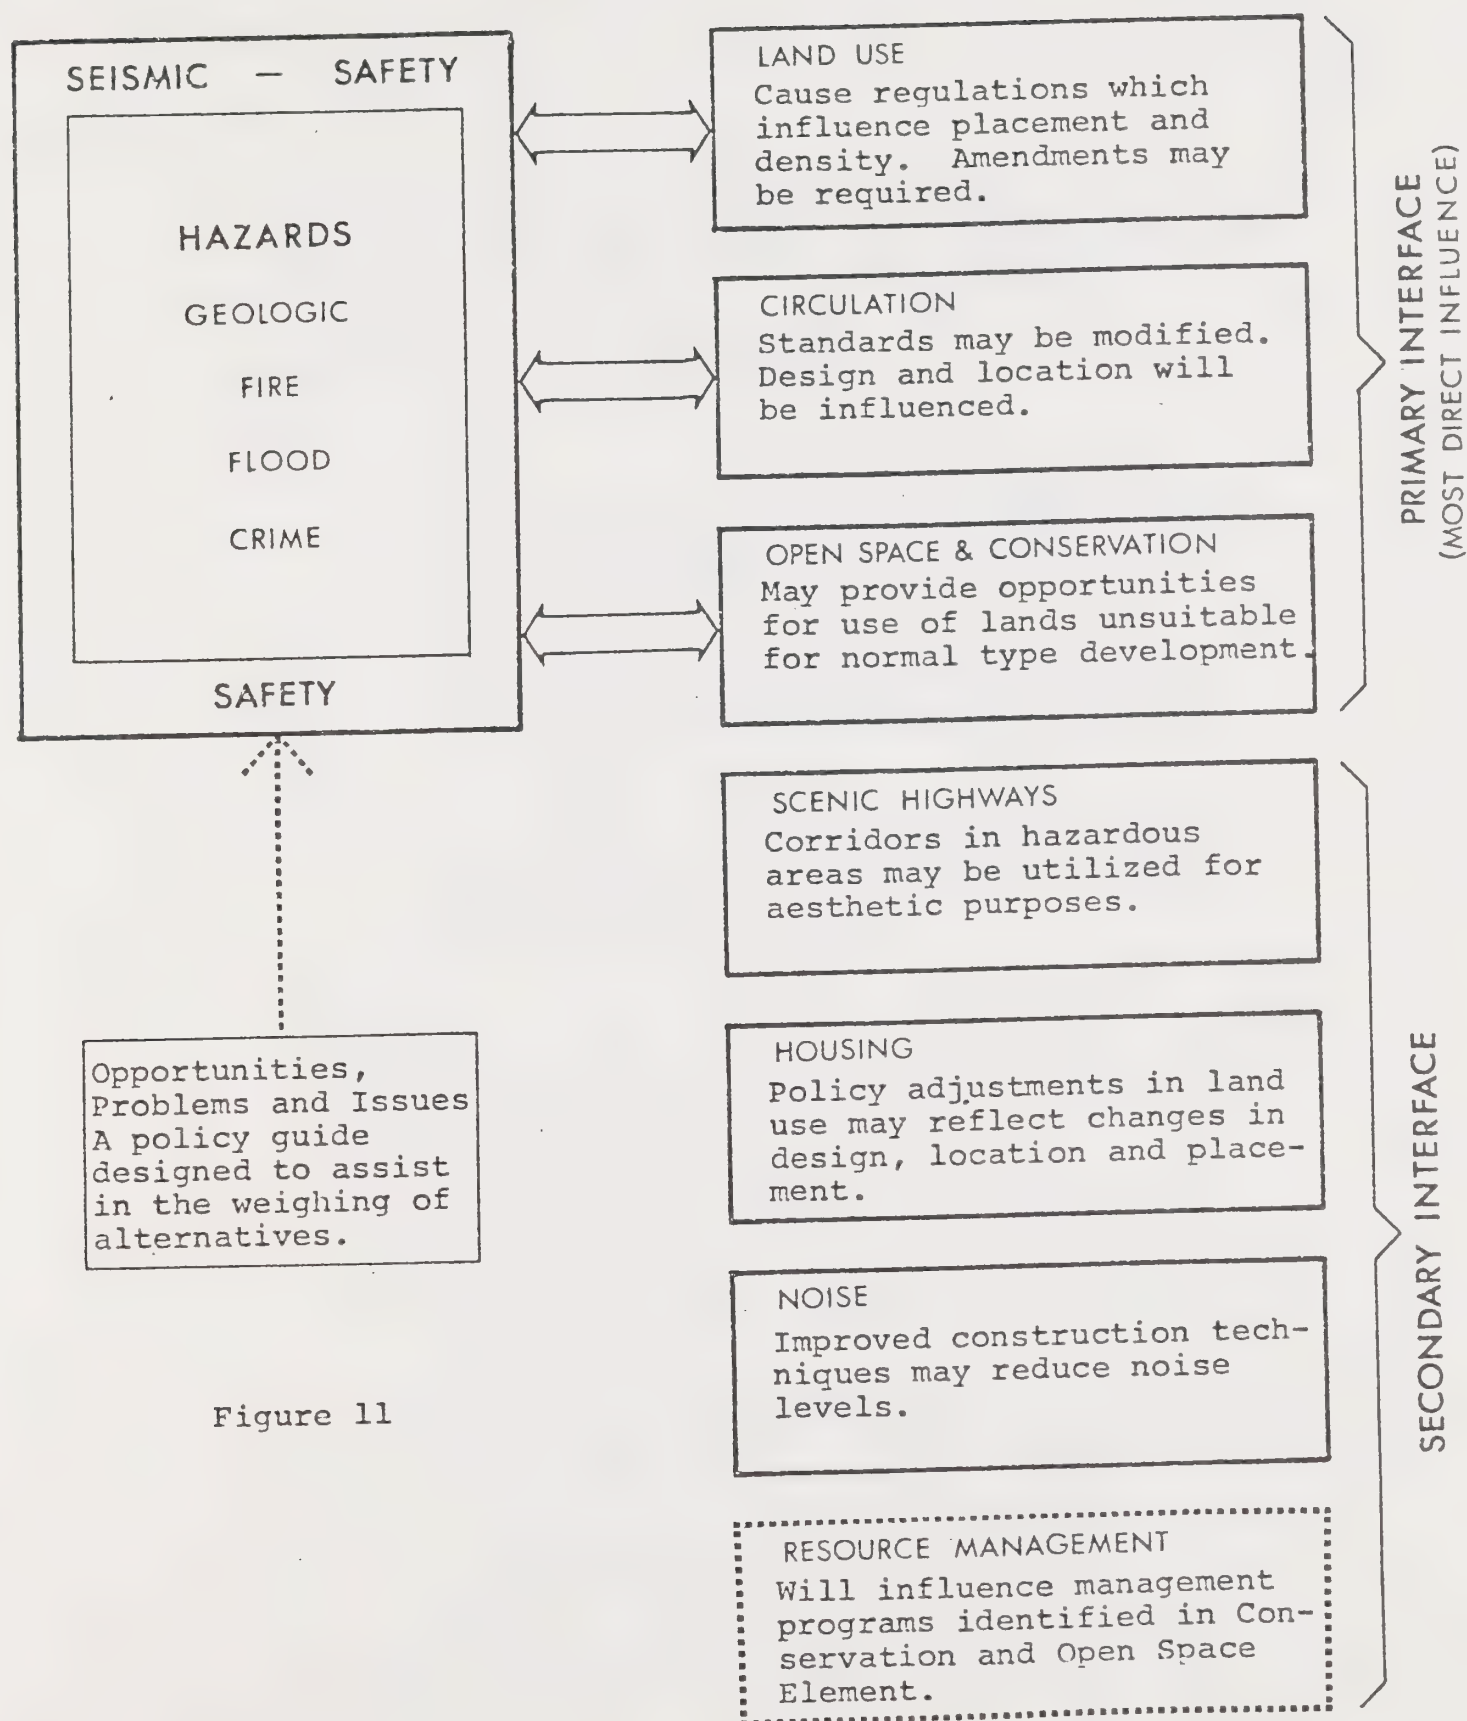 SEISMIC — SAFETY
HAZARDS
GEOLOGIC
FIRE
FLOOD
CRIME
SAFETY
Opportunities,
Problems and Issues
A policy guide
designed to assist
in the weighing of
alternatives.
Figure 11
LAND USE
Cause regulations which
influence placement and
density. Amendments may
be required.
CIRCULATION
Standards may be modified.
Design and location will
be influenced.
OPEN SPACE & CONSERVATION
May provide opportunities
for use of lands unsuitable
for normal type development.
PRIMARY INTERFACE
(MOST DIRECT INFLUENCE)
SCENIC HIGHWAYS
Corridors in hazardous
areas may be utilized for
aesthetic purposes.
HOUSING
Policy adjustments in land
use may reflect changes in
design, location and place-
ment.
NOISE
Improved construction tech-
niques may reduce noise
levels.
RESOURCE MANAGEMENT
Will influence management
programs identified in Con-
servation and Open Space
Element.
SECONDARY INTERFACE